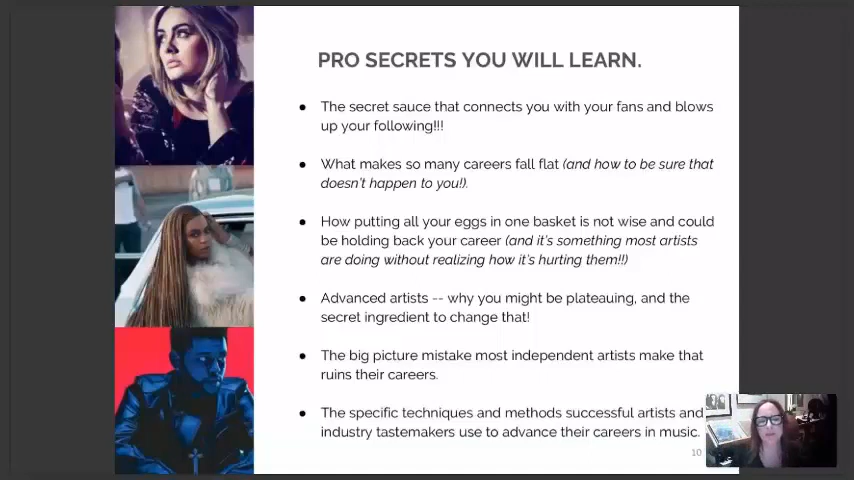 PRO SECRETS YOU WILL LEARN.
● The secret sauce that connects you with your fans and blows
up your following!!!
● What makes so many careers fall flat (and how to be sure that
doesn't happen to you!).
● How putting all your eggs in one basket is not wise and could
be holding back your career (and it's something most artists
are doing without realizing how it's hurting them!!)
● Advanced artists -- why you might be plateauing, and the
secret ingredient to change that!
● The big picture mistake most independent artists make that
ruins their careers.
● The specific techniques and methods successful artists and
industry tastemakers use to advance their careers in music.
10